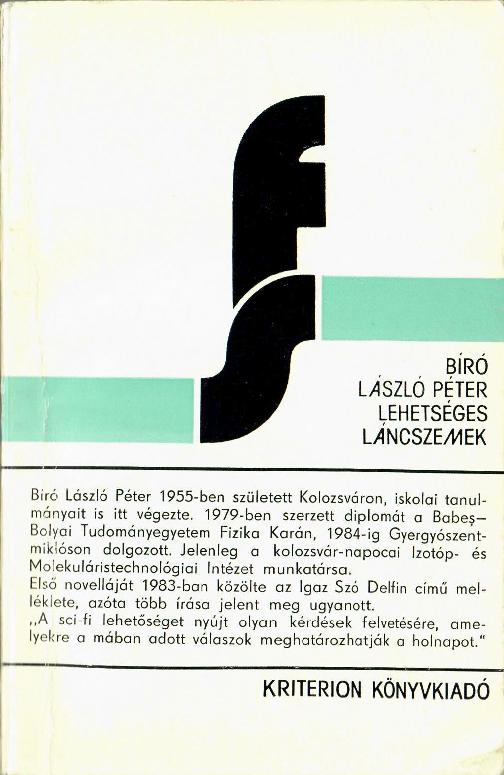 fs
BÍRÓ
LÁSZLÓ PÉTER
LEHETSÉGES
LÁNCSZEMEK
Bíró László Péter 1955-ben született Kolozsváron, iskolai tanul-
mányait is itt végezte. 1979-ben szerzett diplomát a Babeş—
Bolyai Tudományegyetem Fizika Karán, 1984-ig Gyergyószent-
miklóson dolgozott. Jelenleg a kolozsvár-napocai Izotóp- és
Molekuláristechnológiai Intézet munkatársa.
Első novelláját 1983-ban közölte az Igaz Szó Delfin című mel-
léklete, azóta több írása jelent meg ugyanott.
„A sci-fi lehetőséget nyújt olyan kérdések felvetésére, ame-
lyekre a mában adott válaszok meghatározhatják a holnapot."
KRITERION KÖNYVKIADÓ